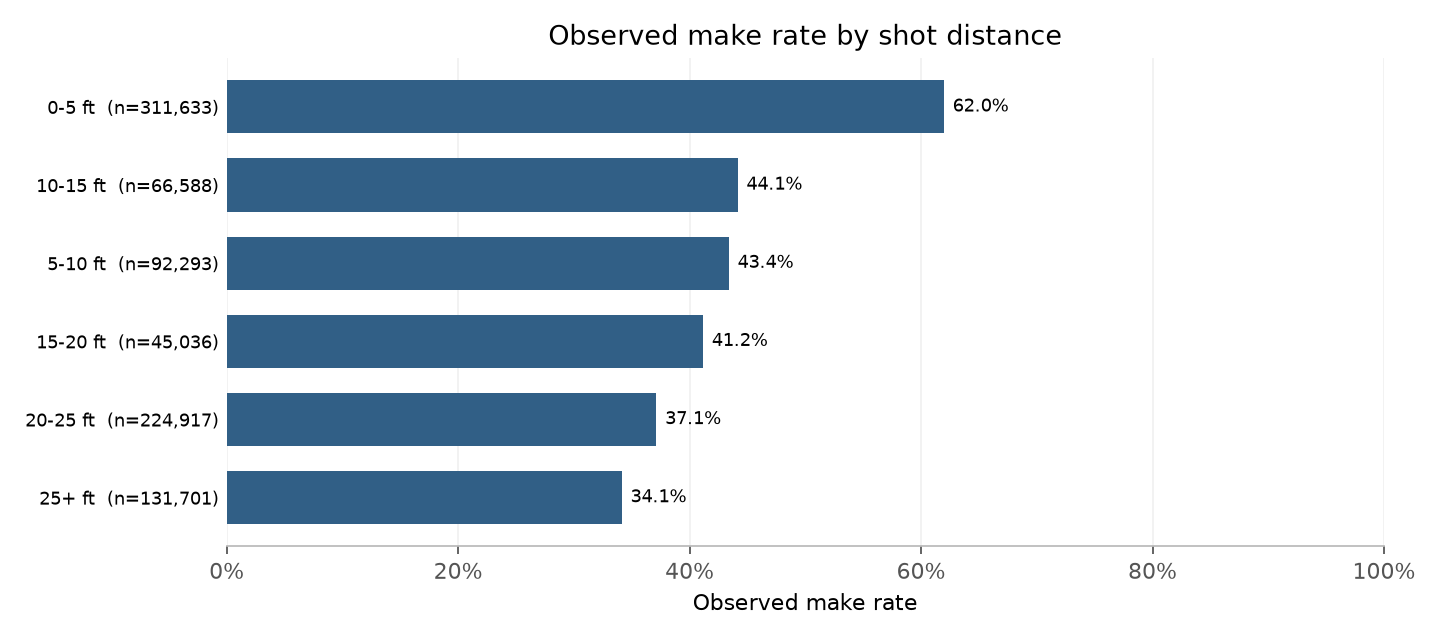 Observed make rate by shot distance
0-5 ft  (n=311,633)
62.0%
10-15 ft  (n=66,588)
44.1%
5-10 ft  (n=92,293)
43.4%
15-20 ft  (n=45,036)
41.2%
20-25 ft  (n=224,917)
37.1%
25+ ft  (n=131,701)
34.1%
0% 20% 40% 60% 80% 100%
Observed make rate